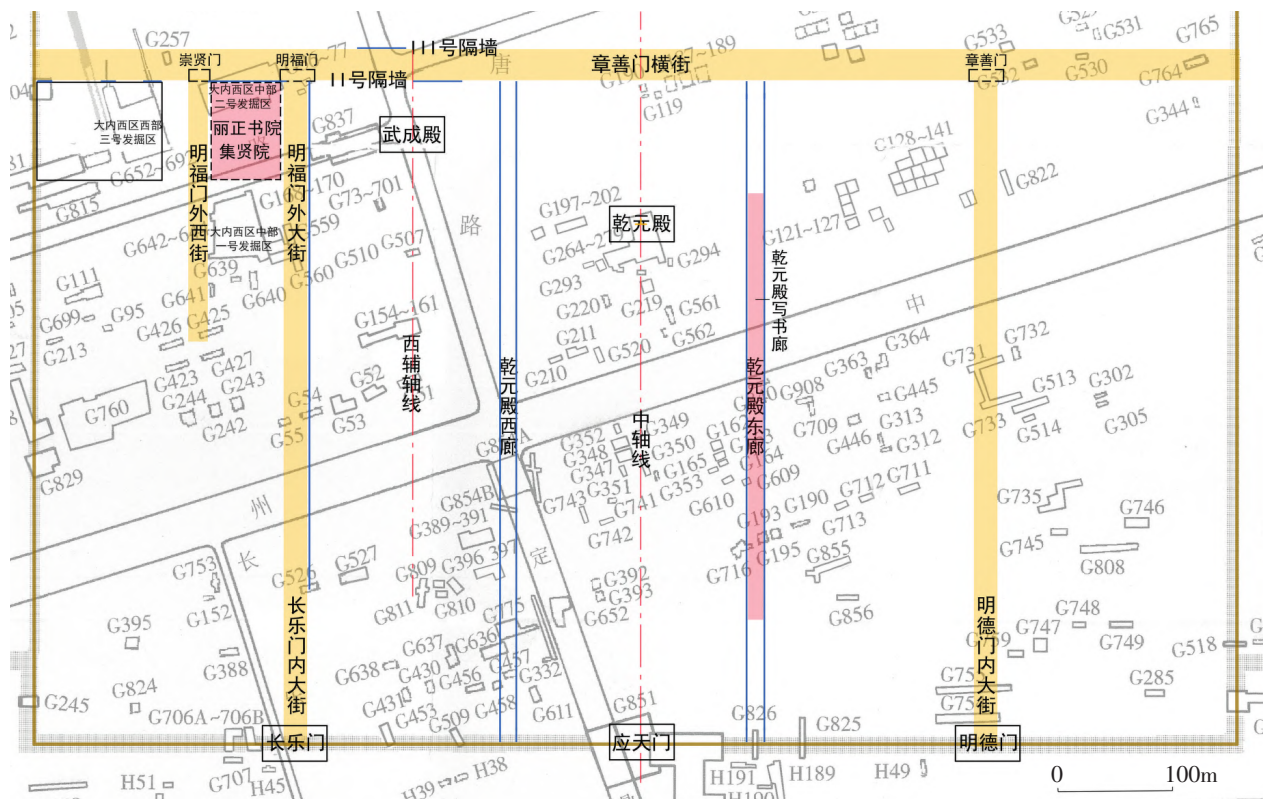 G257
崇贤门
明福门
~77
III号隔墙
II号隔墙
唐
章善门横街
187~189
G119
章善门
G533
G531
G765
G532
G530
G764
G344
大内西区西部
三号发掘区
大内西区中部
二号发掘区
丽正书院
集贤院
G837
武成殿
明福门外西街
明福门外大街
G652~697
G815
G73~701
大内西区中部
一号发掘区
G510
G507
路
G197~202
乾元殿
G293
G294
G220
G219
G561
G562
G211
G520
G210
G128~141
G822
G121~127
乾元殿写书廊
中
G111
G699
G95
G213
G641
G639
G640
G560
G426
G425
G427
G423
G244
G243
G242
G760
G829
G154~161
西辅轴线
G54
G55
G53
G52
乾元殿西廊
中轴线
乾元殿东廊
G352
G348
G347
G349
G350
G165
G353
G351
G741
G743
G742
G164
G609
G610
G908
G709
G363
G364
G445
G446
G313
G312
G731
G732
G733
G513
G514
G302
G305
G854B
G389~391
G396
397
州
长
定
G193
G190
G195
G716
G712
G711
G713
G855
G856
G735
G746
G745
G808
G753
G152
G526
G527
G809
G811
G810
G775
G392
G393
G652
G395
G388
G824
G245
G706A~706B
G707
长乐门内大街
长乐门
G638
G637
G636
G430
G431
G456
G457
G453
G458
G509
G332
G611
G851
应天门
G826
G825
明德门内大街
明德门
G747
G748
G749
G285
G518
H51
H45
H39
H38
H191
H190
H189
H49
0
100m